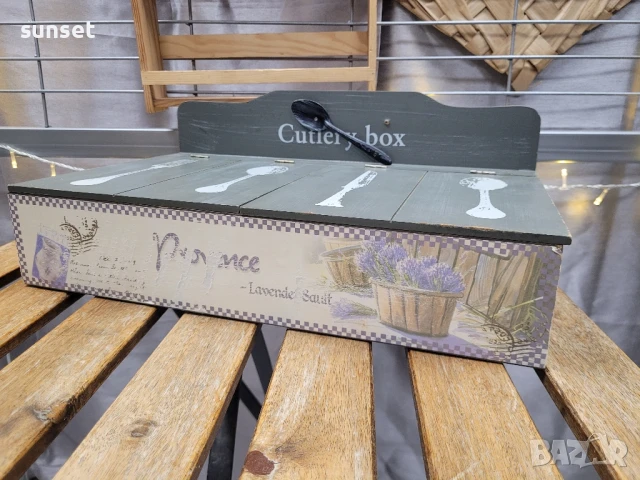 sunset
Cutlery box
Provence
- Lavende Sault
BAZAR